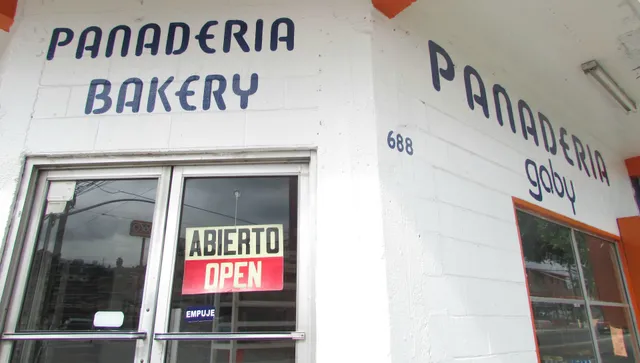 PANADERIA
BAKERY
ABIERTO
OPEN
EMPUJE
688
PANADERIA
gaby